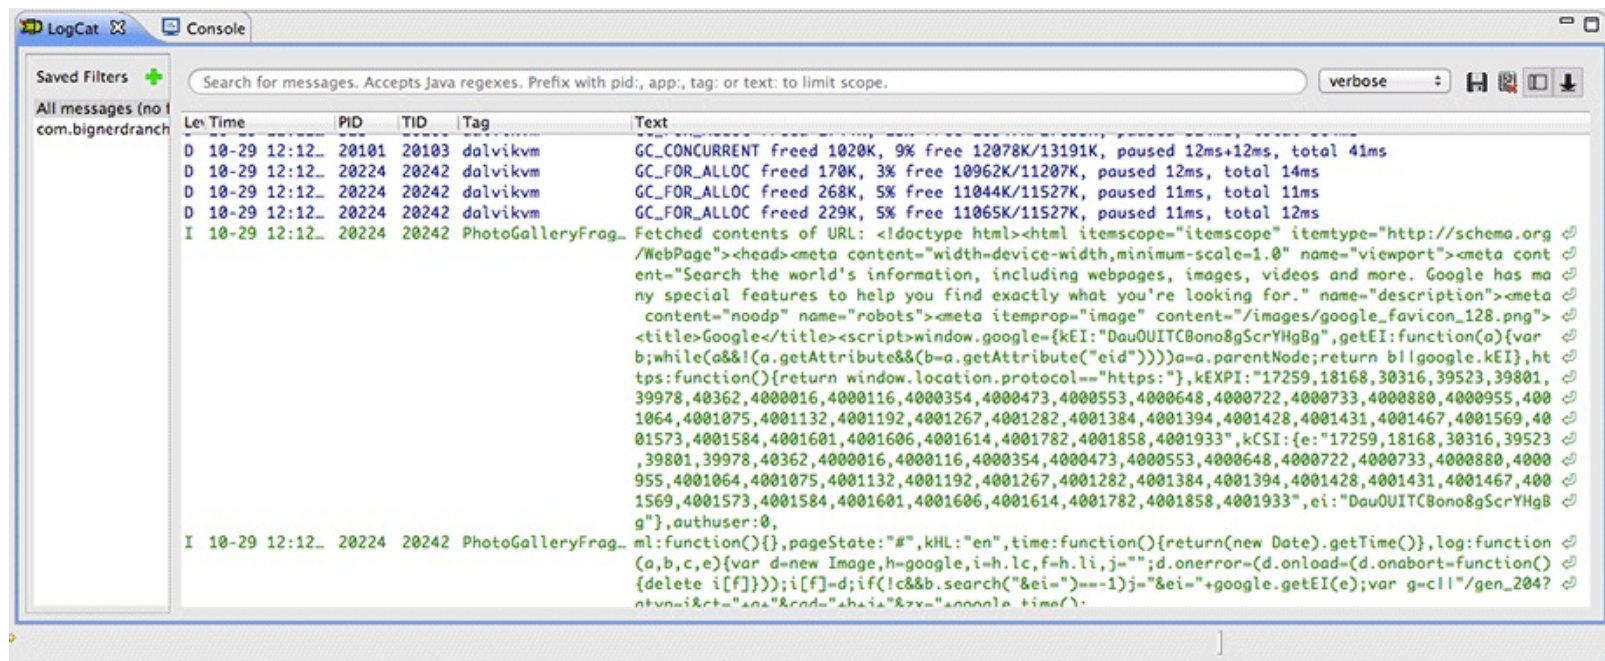 LogCat
Console
Saved Filters
Search for messages. Accepts Java regexes. Prefix with pid:, app:, tag: or text: to limit scope.
verbose
All messages (no f
com.bignerdranch
Lev Time PID TID Tag Text
D 10-29 12:12… 20101 20103 dalvikvm GC_CONCURRENT freed 1020K, 9% free 12078K/13191K, paused 12ms+12ms, total 41ms
D 10-29 12:12… 20224 20242 dalvikvm GC_FOR_ALLOC freed 170K, 3% free 10962K/11207K, paused 12ms, total 14ms
D 10-29 12:12… 20224 20242 dalvikvm GC_FOR_ALLOC freed 268K, 5% free 11044K/11527K, paused 11ms, total 11ms
D 10-29 12:12… 20224 20242 dalvikvm GC_FOR_ALLOC freed 229K, 5% free 11065K/11527K, paused 11ms, total 12ms
I 10-29 12:12… 20224 20242 PhotoGalleryFrag… Fetched contents of URL: <!doctype html><html itemscope="itemscope" itemtype="http://schema.org
/WebPage"><head><meta content="width=device-width,minimum-scale=1.0" name="viewport"><meta cont
ent="Search the world's information, including webpages, images, videos and more. Google has ma
ny special features to help you find exactly what you're looking for." name="description"><meta
content="noodp" name="robots"><meta itemprop="image" content="/images/google_favicon_128.png">
<title>Google</title><script>window.google={kEI:"DauOUITCBono8gScrYHgBg",getEI:function(a){var
b;while(a&&!(a.getAttribute&&(b=a.getAttribute("eid"))))a=a.parentNode;return b||google.kEI},ht
tps:function(){return window.location.protocol=="https:"},kEXPI:"17259,18168,30316,39523,39801,
39978,40362,4000016,4000116,4000354,4000473,4000553,4000648,4000722,4000733,4000880,4000955,400
1064,4001075,4001132,4001192,4001267,4001282,4001384,4001394,4001428,4001431,4001467,4001569,40
01573,4001584,4001601,4001606,4001614,4001782,4001858,4001933",kCSI:{e:"17259,18168,30316,39523
,39801,39978,40362,4000016,4000116,4000354,4000473,4000553,4000648,4000722,4000733,4000880,4000
955,4001064,4001075,4001132,4001192,4001267,4001282,4001384,4001394,4001428,4001431,4001467,400
1569,4001573,4001584,4001601,4001606,4001614,4001782,4001858,4001933",ei:"DauOUITCBono8gScrYHgB
g"},authuser:0,
I 10-29 12:12… 20224 20242 PhotoGalleryFrag… ml:function(){},pageState:"#",kHL:"en",time:function(){return(new Date).getTime()},log:function
(a,b,c,e){var d=new Image,h=google,i=h.lc,f=h.li,j="";d.onerror=(d.onload=(d.onabort=function()
{delete i[f]}));i[f]=d;if(!c&&b.search("&ei=")==-1)j="&ei="+google.getEI(e);var g=c||"/gen_204?